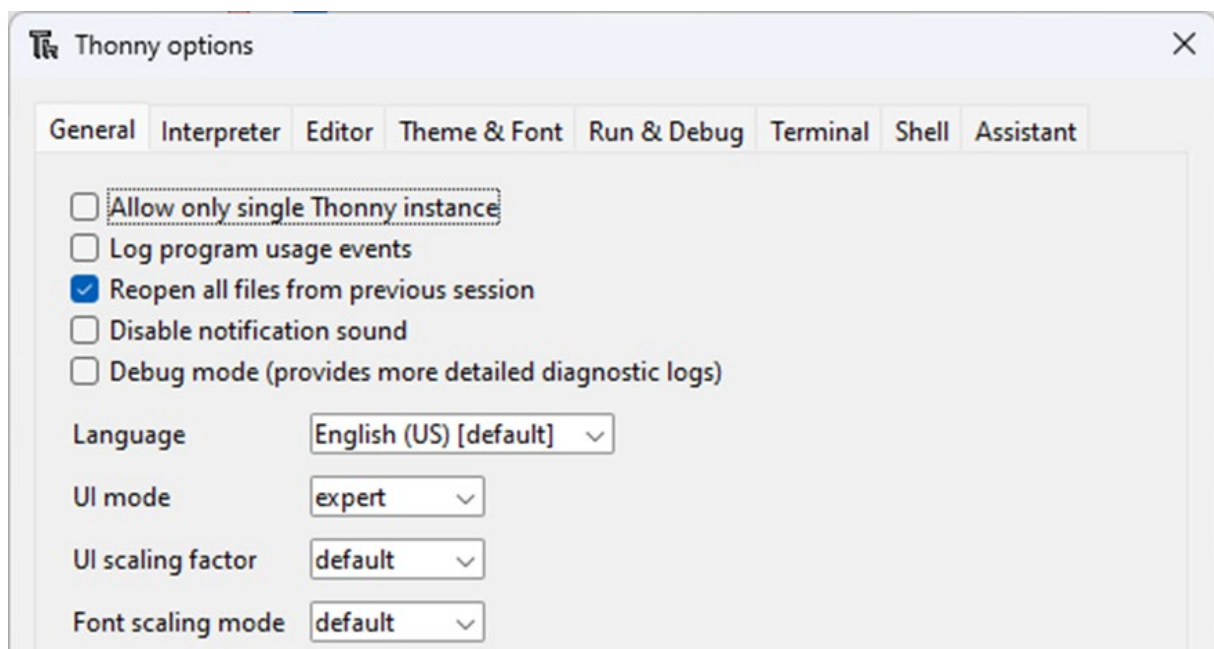 Thonny options
General Interpreter Editor Theme & Font Run & Debug Terminal Shell Assistant
Allow only single Thonny instance
Log program usage events
Reopen all files from previous session
Disable notification sound
Debug mode (provides more detailed diagnostic logs)
Language English (US) [default]
UI mode expert
UI scaling factor default
Font scaling mode default